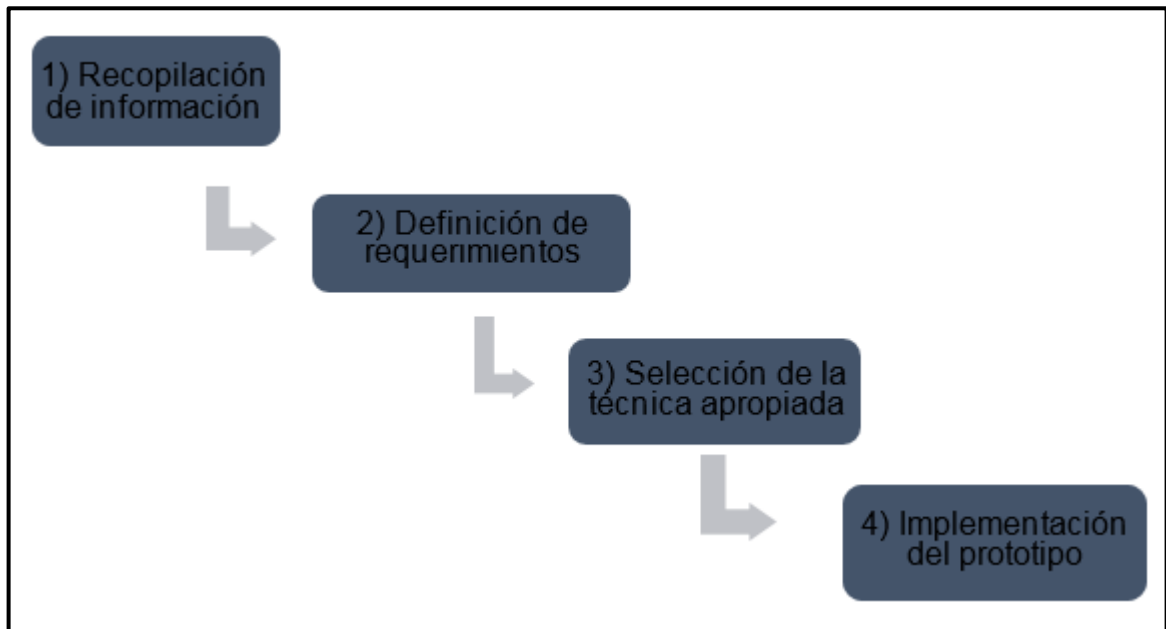 1) Recopilación
de información
2) Definición de
requerimientos
3) Selección de la
técnica apropiada
4) Implementación
del prototipo